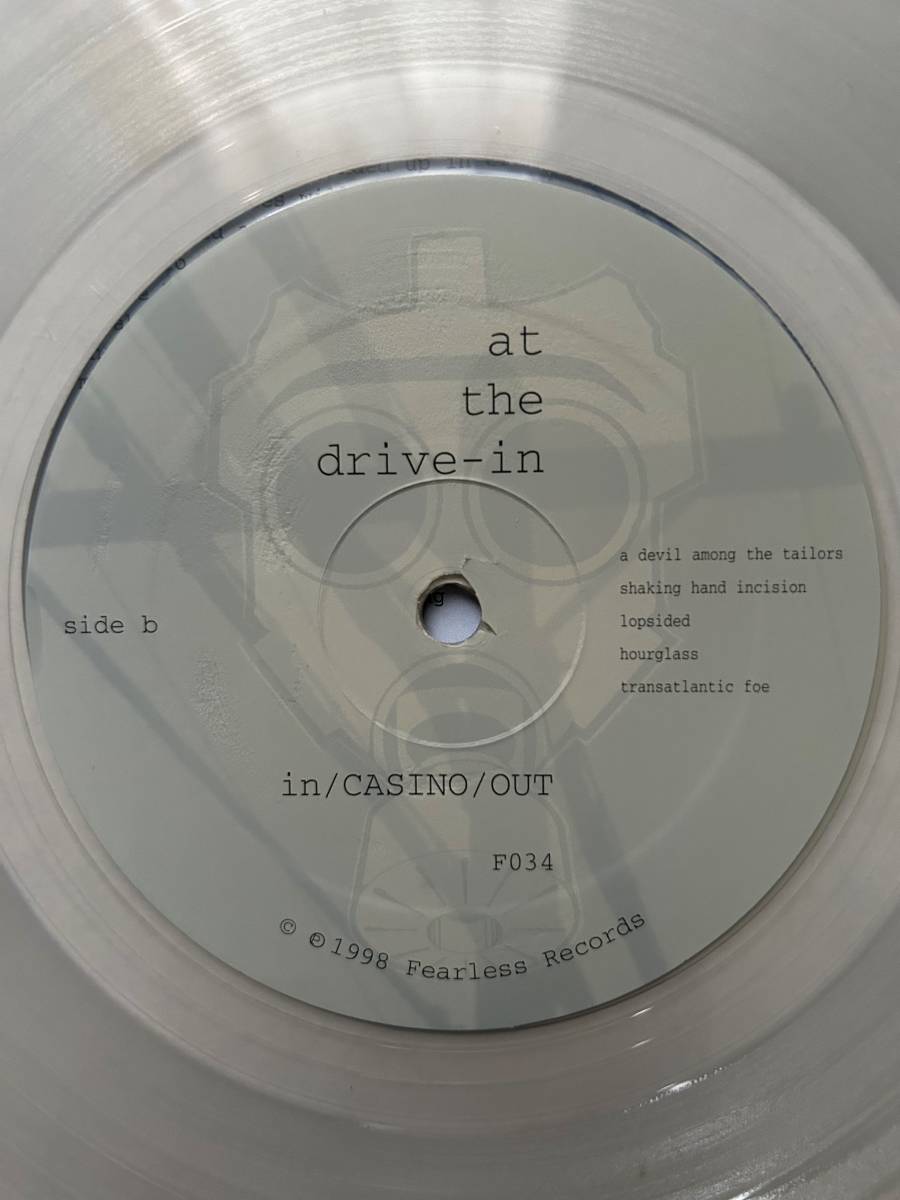 at
the
drive-in
a devil among the tailors
shaking hand incision
lopsided
hourglass
transatlantic foe
side b
in/CASINO/OUT
F034
© ℗1998 Fearless Records